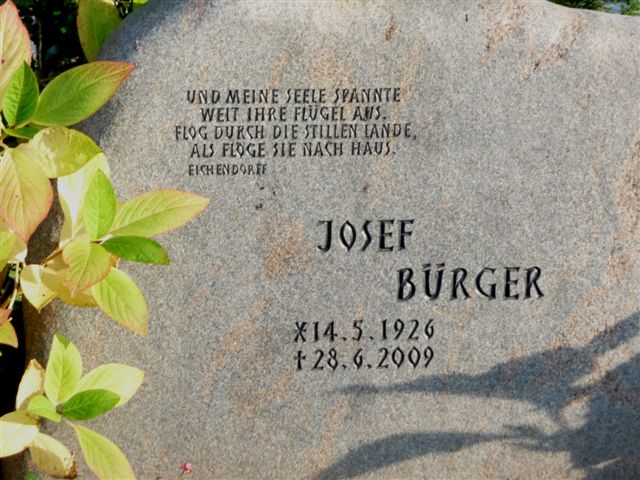 UND MEINE SEELE SPANNTE
WEIT IHRE FLÜGEL AUS.
FLOG DURCH DIE STILLEN LANDE,
ALS FLÖGE SIE NACH HAUS.
EICHENDORFF
JOSEF
BÜRGER
* 14. 5. 1926
† 28. 6. 2009